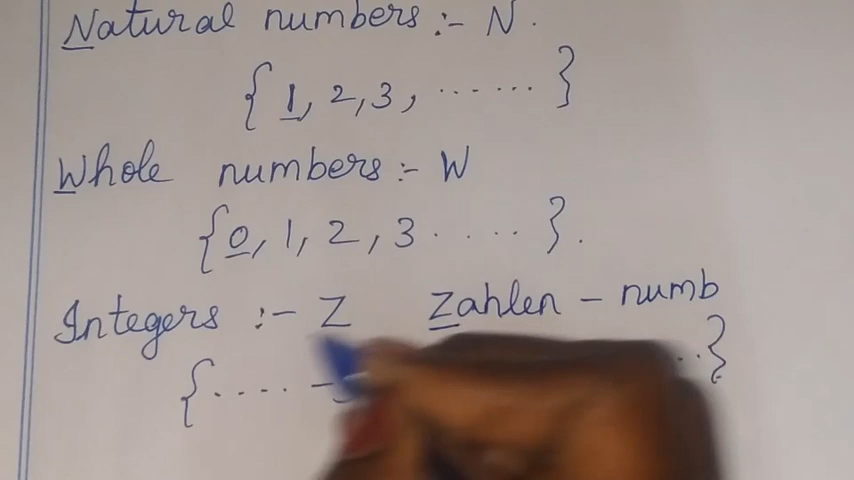 Natural numbers :- N.
{1, 2, 3, ......}
Whole numbers :- W
{0, 1, 2, 3 .....}.
Integers :- Z Zahlen - numb
{.... - ..}